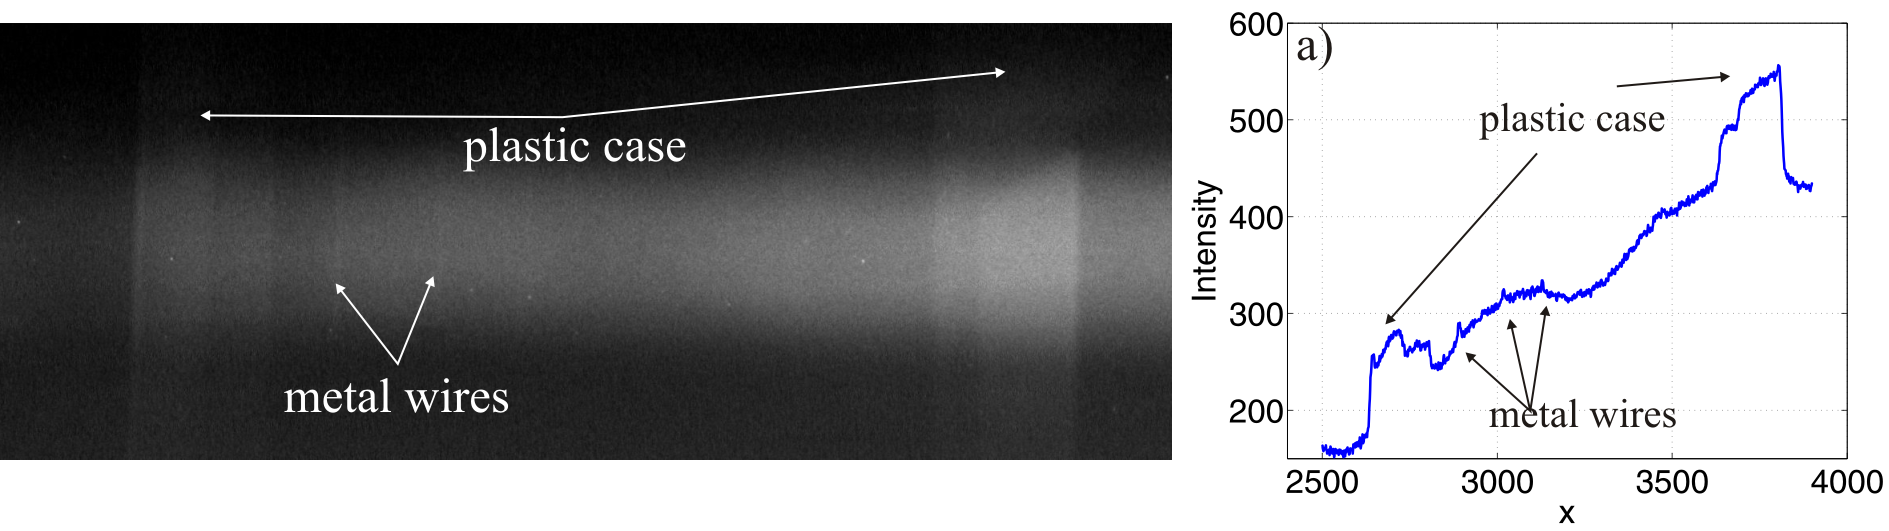 plastic case
metal wires
a)
600
500
400
300
200
Intensity
plastic case
metal wires
2500 3000 3500 4000
x